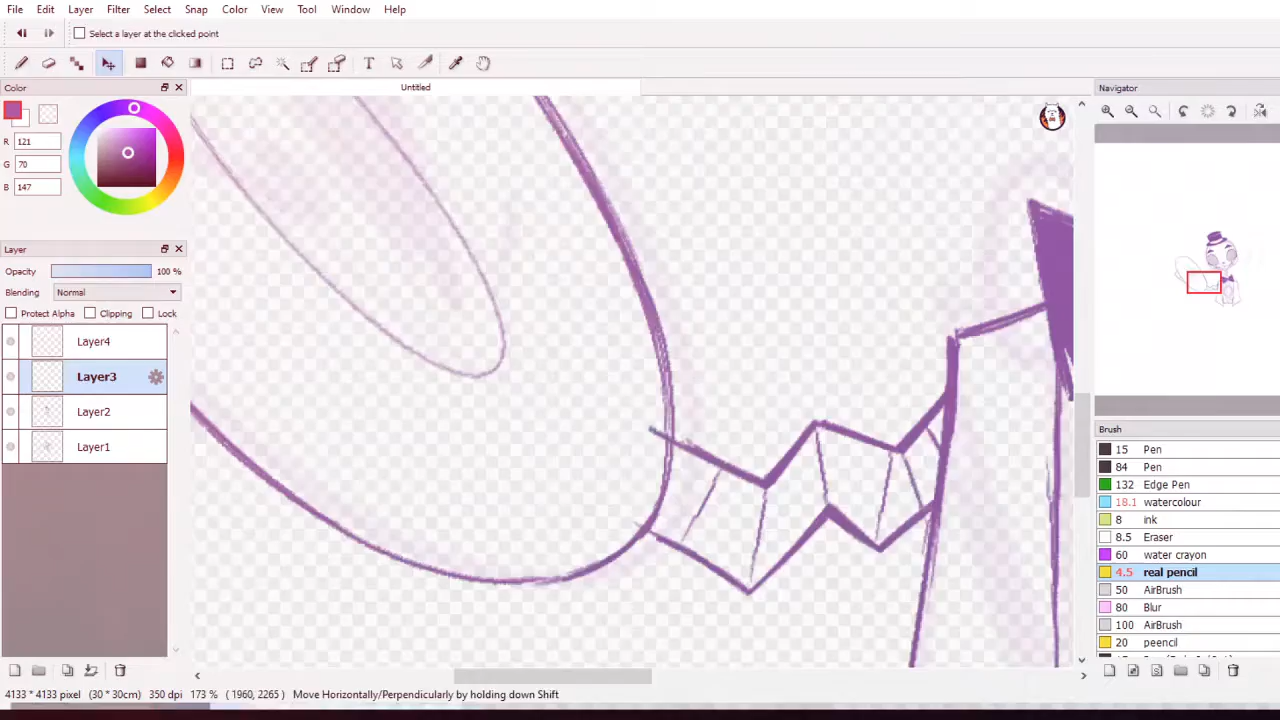 File Edit Layer Filter Select Snap Color View Tool Window Help
Select a layer at the clicked point
Color
Untitled
Navigator
R 121
G 70
B 147
Layer
Opacity 100 %
Blending Normal
Protect Alpha Clipping Lock
Layer4
Layer3
Layer2
Layer1
Brush
15 Pen
84 Pen
132 Edge Pen
18.1 watercolour
8 ink
8.5 Eraser
60 water crayon
4.5 real pencil
50 AirBrush
80 Blur
100 AirBrush
20 peencil
4133 * 4133 pixel (30 * 30cm) 350 dpi 173 % ( 1960, 2265 ) Move Horizontally/Perpendicularly by holding down Shift